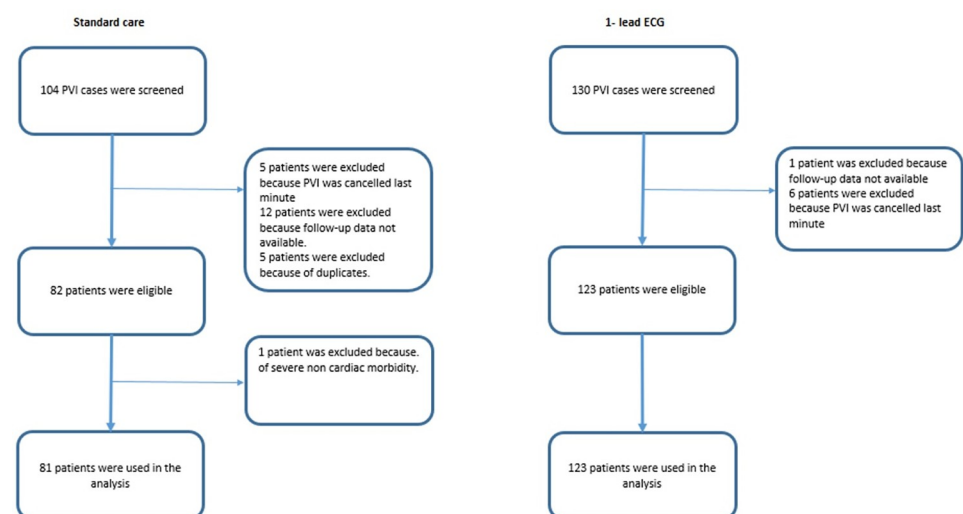 Standard care
104 PVI cases were screened
5 patients were excluded
because PVI was cancelled last
minute
12 patients were excluded
because follow-up data not
available.
5 patients were excluded
because of duplicates.
82 patients were eligible
1 patient was excluded because.
of severe non cardiac morbidity.
81 patients were used in the
analysis
1- lead ECG
130 PVI cases were screened
1 patient was excluded because
follow-up data not available
6 patients were excluded
because PVI was cancelled last
minute
123 patients were eligible
123 patients were used in the
analysis